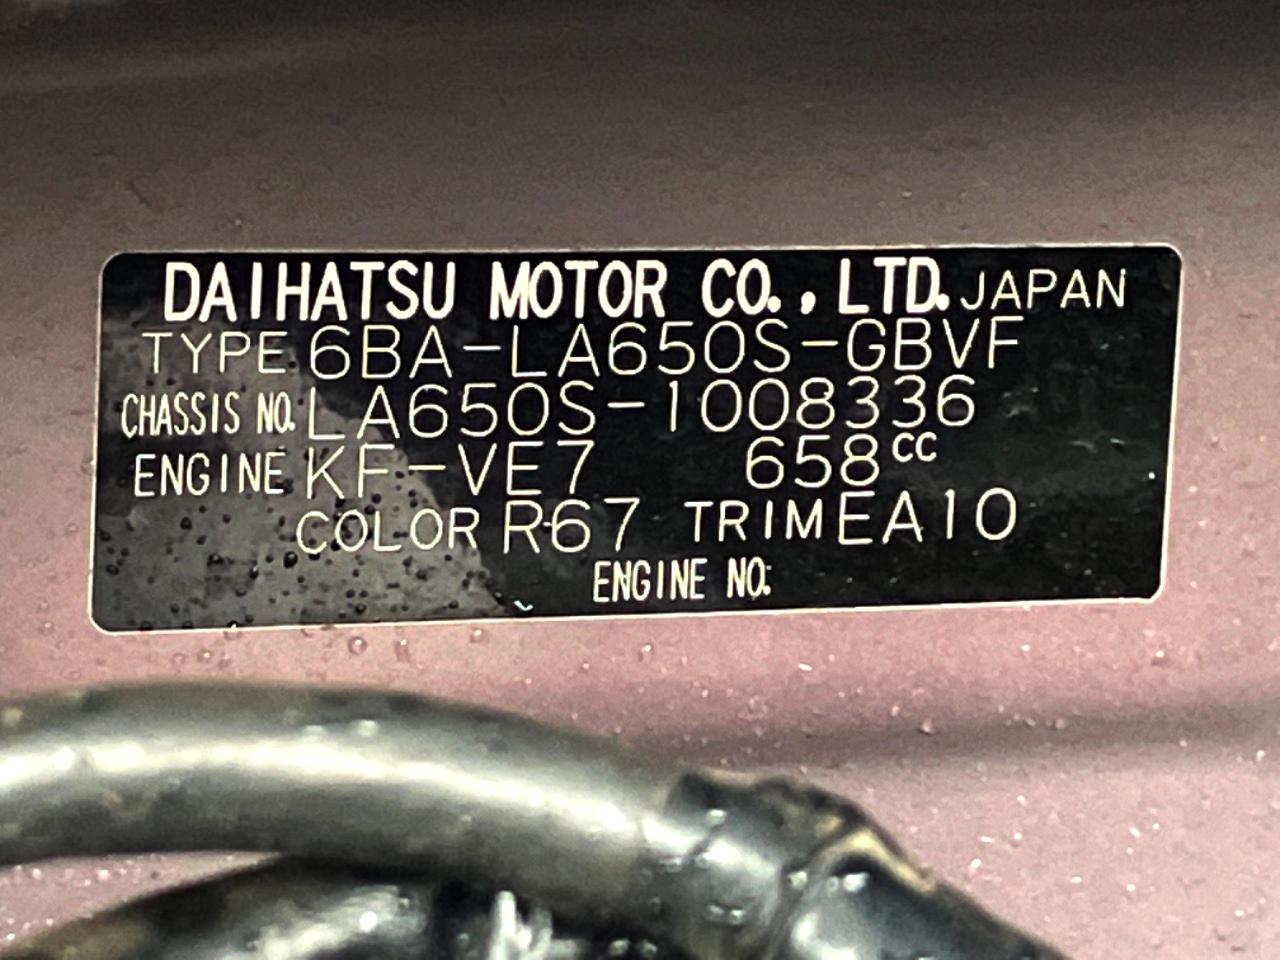 DAIHATSU MOTOR CO., LTD. JAPAN
TYPE 6BA-LA650S-GBVF
CHASSIS NO. LA650S-1008336
ENGINE KF-VE7 658cc
COLOR R67 TRIM EA10
ENGINE NO.